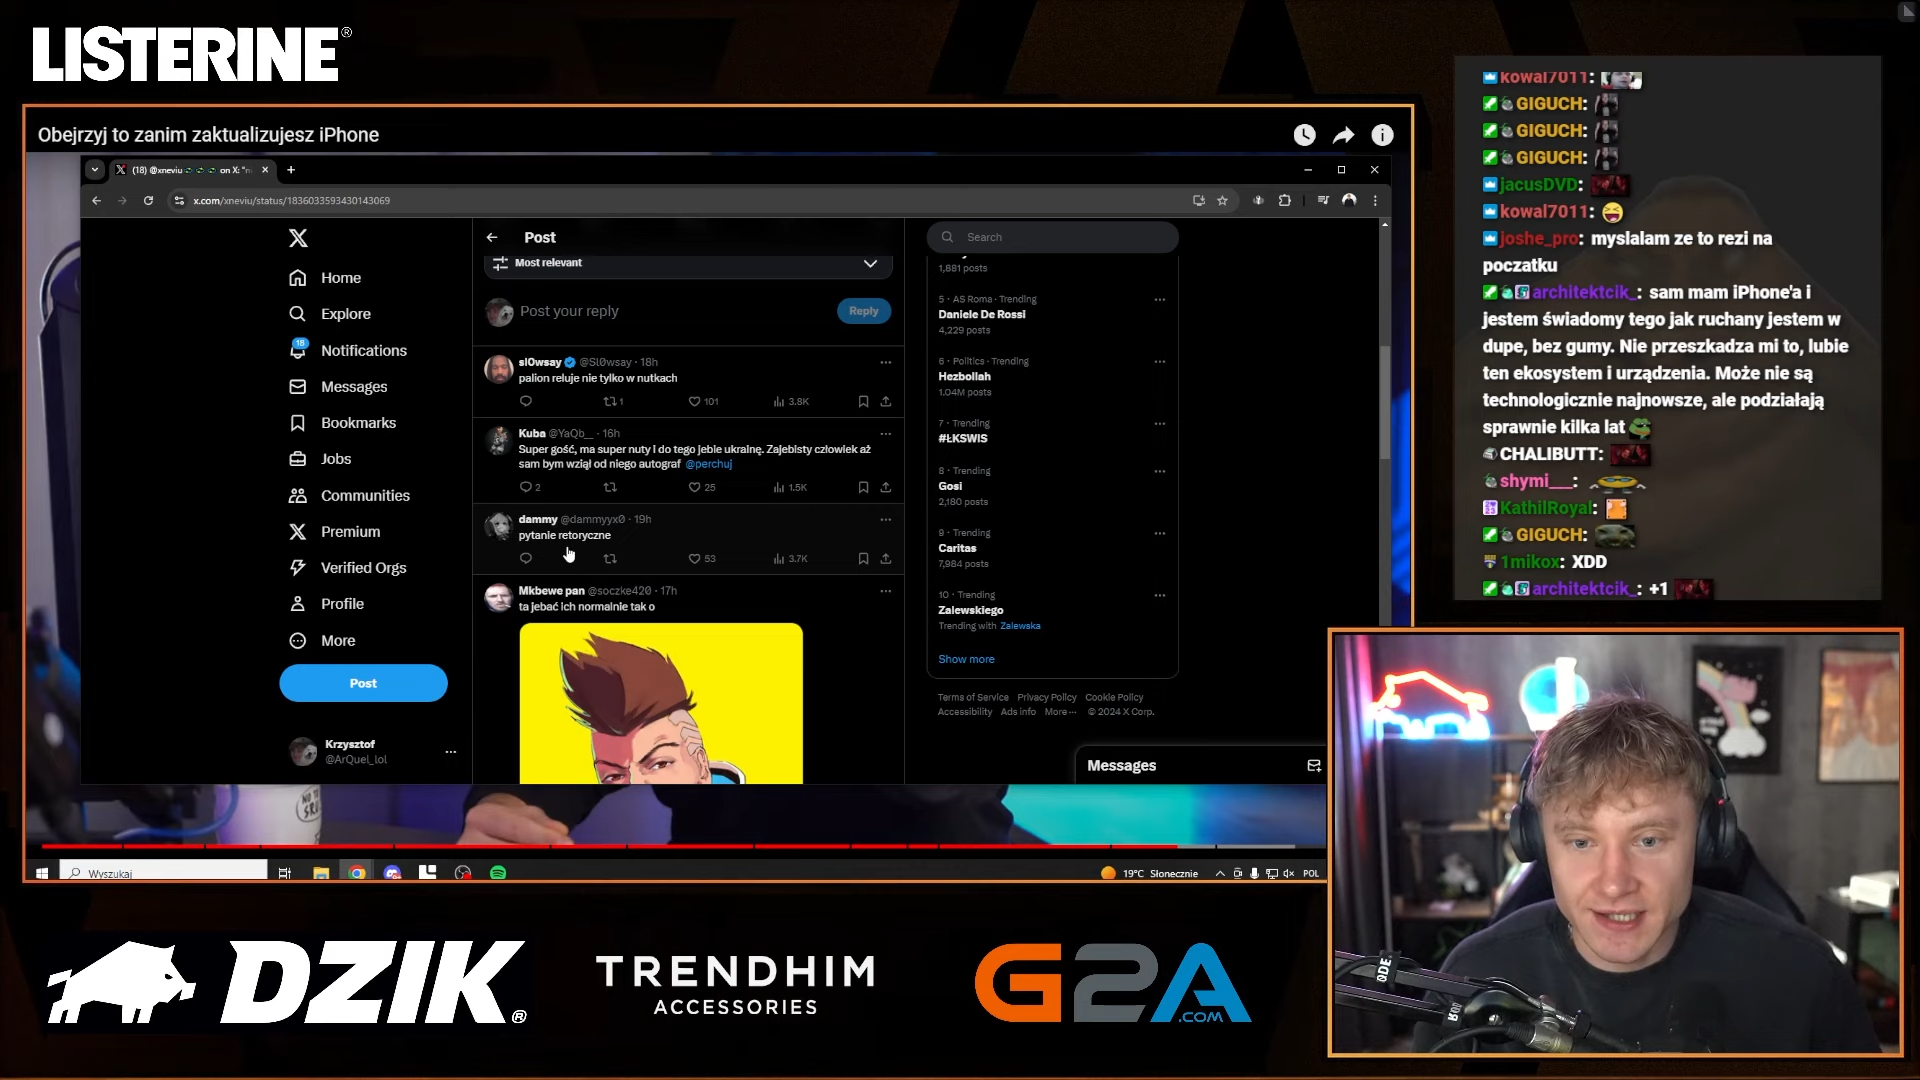 LISTERINE®
Obejrzyj to zanim zaktualizujesz iPhone
(18) @xneviu on X: "m
x.com/xneviu/status/1836033593430143069
Home
Explore
18
Notifications
Messages
Bookmarks
Jobs
Communities
Premium
Verified Orgs
Profile
More
Post
Krzysztof
@ArQuel_lol
Post
Most relevant
Post your reply
Reply
sl0wsay @Sl0wsay · 18h
palion reluje nie tylko w nutkach
1 101 3.8K
Kuba @YaQb__ · 16h
Super gość, ma super nuty i do tego jebie ukrainę. Zajebisty człowiek aż
sam bym wziął od niego autograf @perchuj
2 25 1.5K
dammy @dammyyx0 · 19h
pytanie retoryczne
53 3.7K
Mkbewe pan @soczke420 · 17h
ta jebać ich normalnie tak o
Search
1,881 posts
5 · AS Roma · Trending
Daniele De Rossi
4,229 posts
6 · Politics · Trending
Hezbollah
1.04M posts
7 · Trending
#ŁKSWIS
8 · Trending
Gosi
2,180 posts
9 · Trending
Caritas
7,984 posts
10 · Trending
Zalewskiego
Trending with Zalewska
Show more
Terms of Service Privacy Policy Cookie Policy
Accessibility Ads info More ··· © 2024 X Corp.
Messages
Wyszukaj
19°C Słonecznie
POL
kowal7011:
GIGUCH:
GIGUCH:
GIGUCH:
jacusDVD:
kowal7011:
joshe_pro: myslalam ze to rezi na
poczatku
architektcik_: sam mam iPhone'a i
jestem świadomy tego jak ruchany jestem w
dupe, bez gumy. Nie przeszkadza mi to, lubie
ten ekosystem i urządzenia. Może nie są
technologicznie najnowsze, ale podziałają
sprawnie kilka lat
CHALIBUTT:
shymi___:
KathilRoyal:
GIGUCH:
1mikox: XDD
architektcik_: +1
DZIK®
TRENDHIM
ACCESSORIES
G2A
.COM